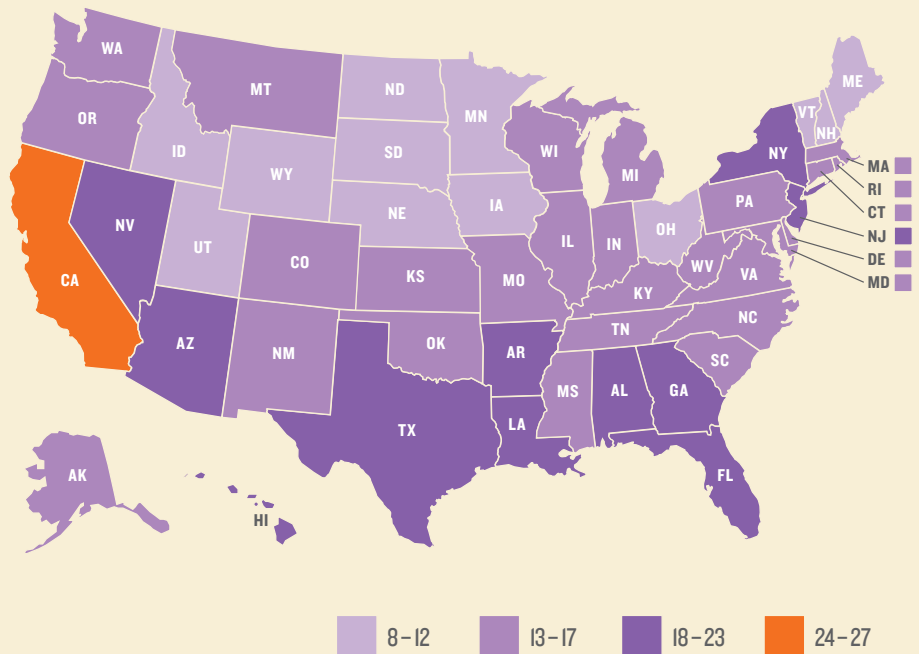 WA
MT
ND
MN
ME
VT
NH
OR
ID
WY
SD
WI
MI
NY
MA
RI
CT
NJ
DE
MD
NV
UT
NE
IA
OH
PA
CA
CO
KS
MO
IL
IN
WV
VA
KY
AZ
NM
OK
AR
TN
NC
SC
MS
AL
GA
TX
LA
FL
AK
HI
8–12
13–17
18–23
24–27